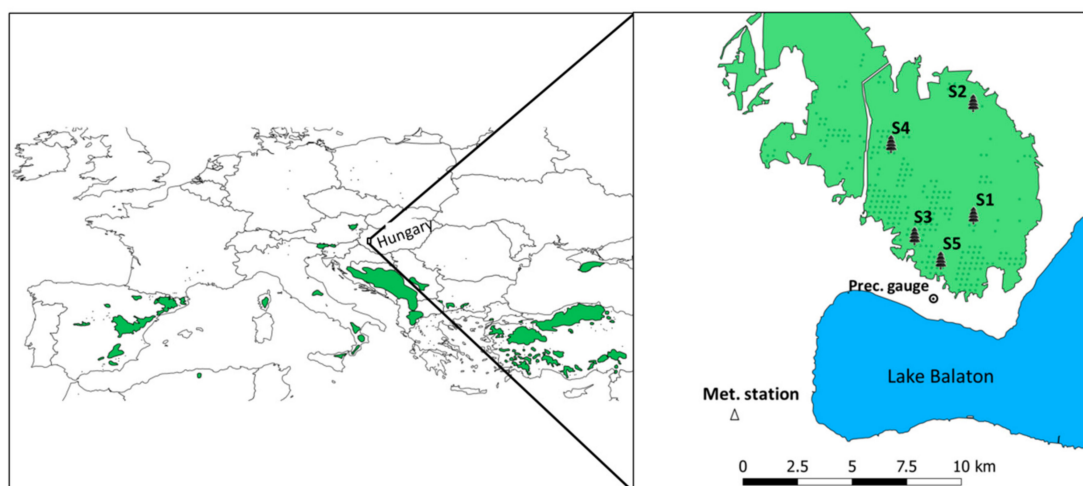 Hungary
S2
S4
S1
S3
S5
Prec. gauge
Lake Balaton
Met. station
0 2.5 5 7.5 10 km